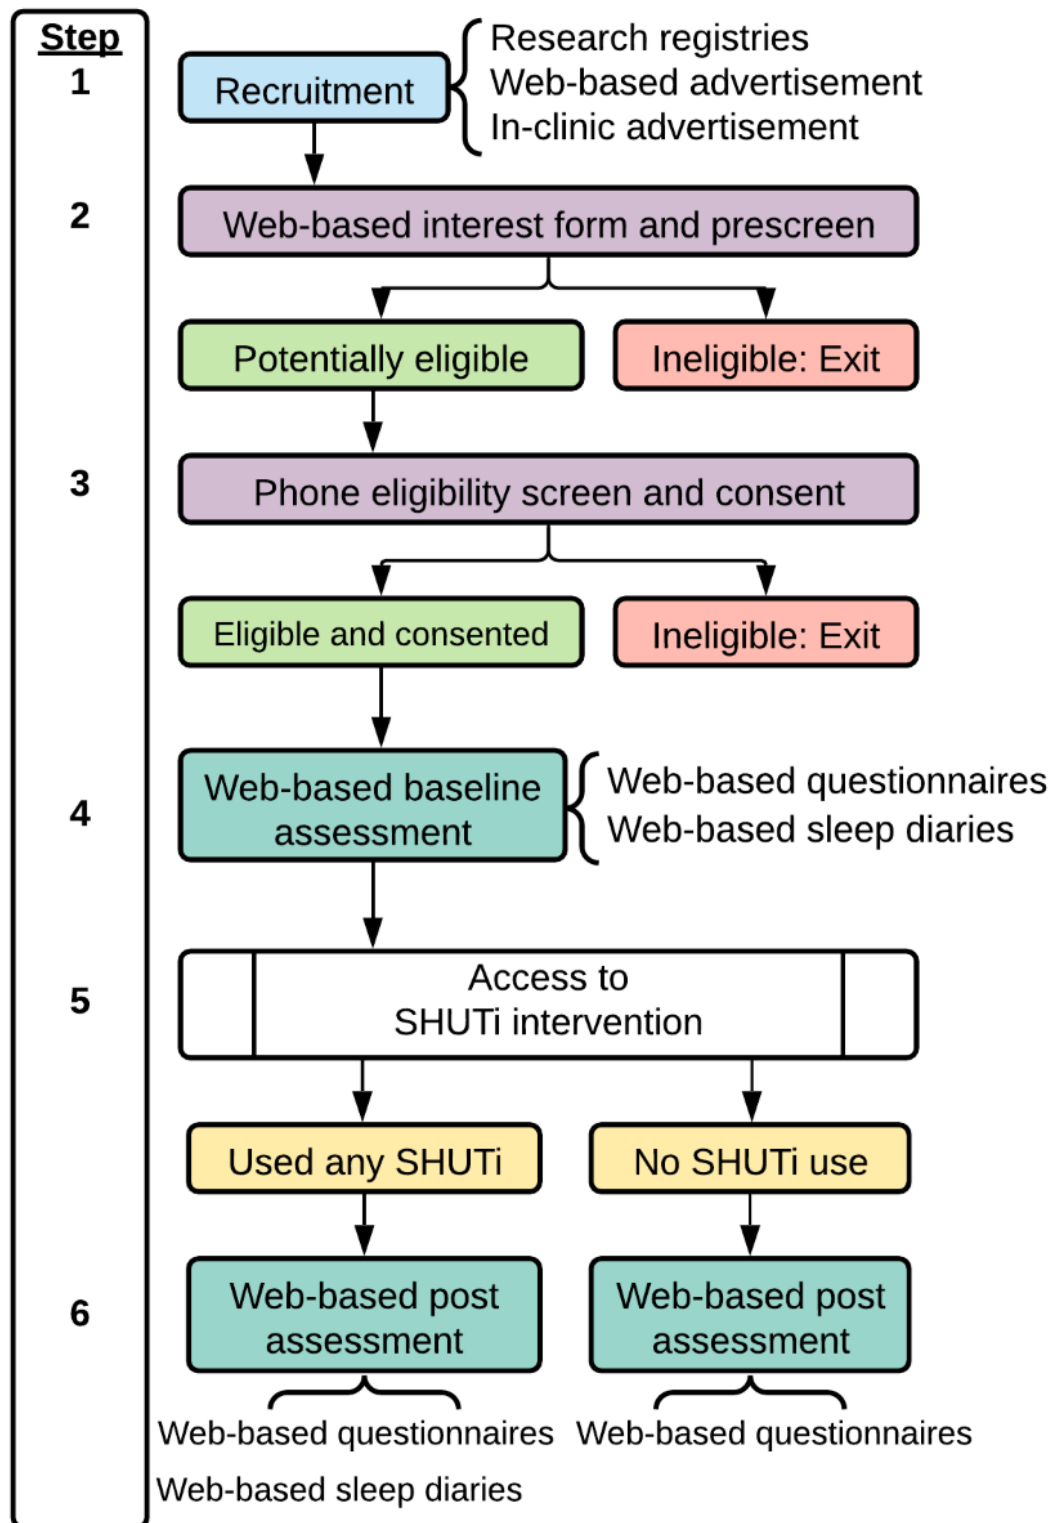 Step
1
Recruitment
Research registries
Web-based advertisement
In-clinic advertisement
2
Web-based interest form and prescreen
Potentially eligible
Ineligible: Exit
3
Phone eligibility screen and consent
Eligible and consented
Ineligible: Exit
4
Web-based baseline
assessment
Web-based questionnaires
Web-based sleep diaries
5
Access to
SHUTi intervention
Used any SHUTi
No SHUTi use
6
Web-based post
assessment
Web-based post
assessment
Web-based questionnaires
Web-based sleep diaries
Web-based questionnaires